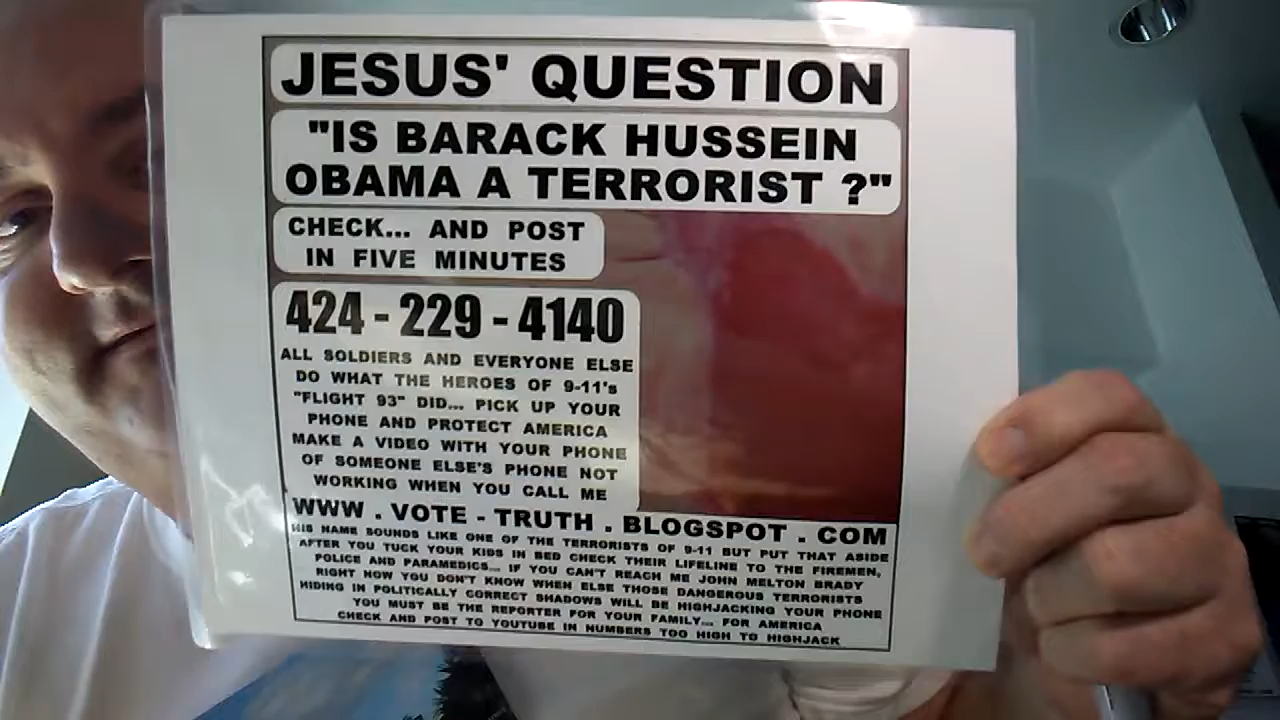 JESUS' QUESTION
"IS BARACK HUSSEIN
OBAMA A TERRORIST ?"
CHECK... AND POST
IN FIVE MINUTES
424 - 229 - 4140
ALL SOLDIERS AND EVERYONE ELSE
DO WHAT THE HEROES OF 9-11's
"FLIGHT 93" DID... PICK UP YOUR
PHONE AND PROTECT AMERICA
MAKE A VIDEO WITH YOUR PHONE
OF SOMEONE ELSE'S PHONE NOT
WORKING WHEN YOU CALL ME
WWW . VOTE - TRUTH . BLOGSPOT . COM
HIS NAME SOUNDS LIKE ONE OF THE TERRORISTS OF 9-11 BUT PUT THAT ASIDE
AFTER YOU TUCK YOUR KIDS IN BED CHECK THEIR LIFELINE TO THE FIREMEN,
POLICE AND PARAMEDICS... IF YOU CAN'T REACH ME JOHN MELTON BRADY
RIGHT NOW YOU DON'T KNOW WHEN ELSE THOSE DANGEROUS TERRORISTS
HIDING IN POLITICALLY CORRECT SHADOWS WILL BE HIGHJACKING YOUR PHONE
YOU MUST BE THE REPORTER FOR YOUR FAMILY... FOR AMERICA
CHECK AND POST TO YOUTUBE IN NUMBERS TOO HIGH TO HIGHJACK